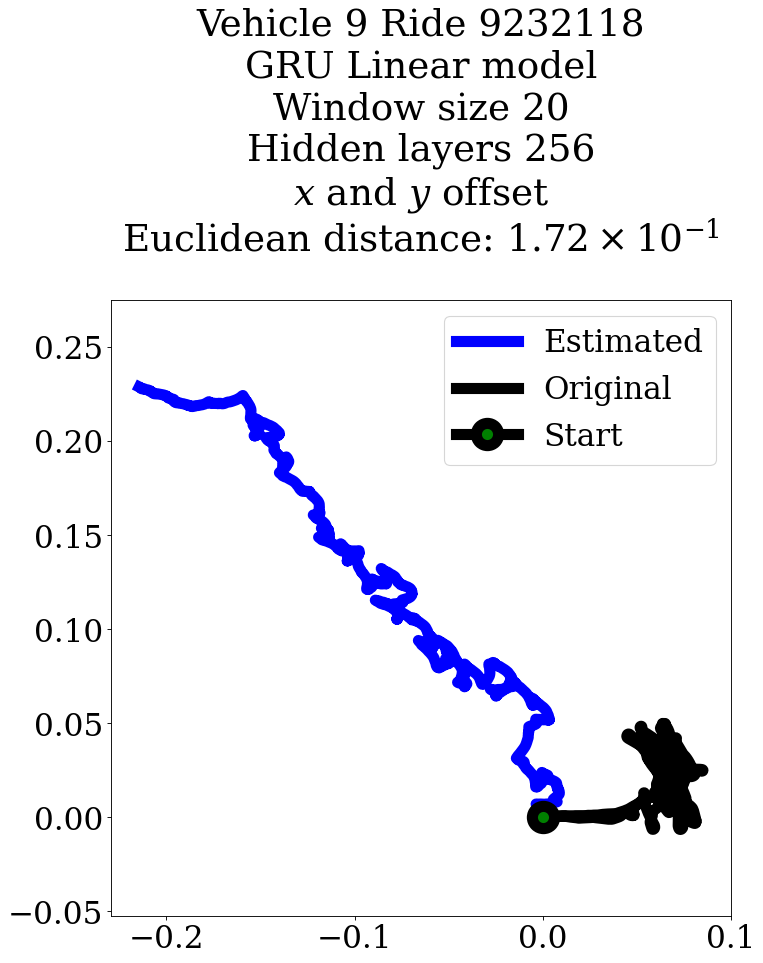 Vehicle 9 Ride 9232118
GRU Linear model
Window size 20
Hidden layers 256
x and y offset
Euclidean distance: 1.72 × 10⁻¹
Estimated
Original
Start
0.25
0.20
0.15
0.10
0.05
0.00
−0.05
−0.2 −0.1 0.0 0.1